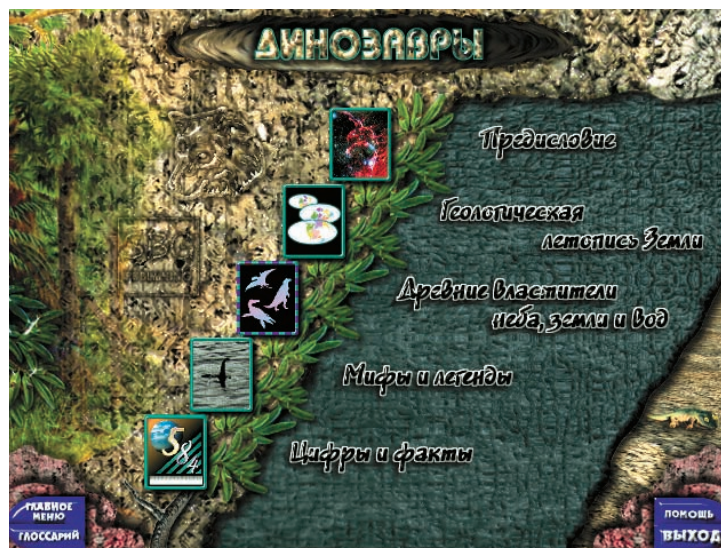 ДИНОЗАВРЫ
Предисловие
Геологическая
летопись Земли
Древние властители
неба, земли и вод
Мифы и легенды
Цифры и факты
584
ГЛАВНОЕ
МЕНЮ
ГЛОССАРИЙ
ПОМОЩЬ
ВЫХОД